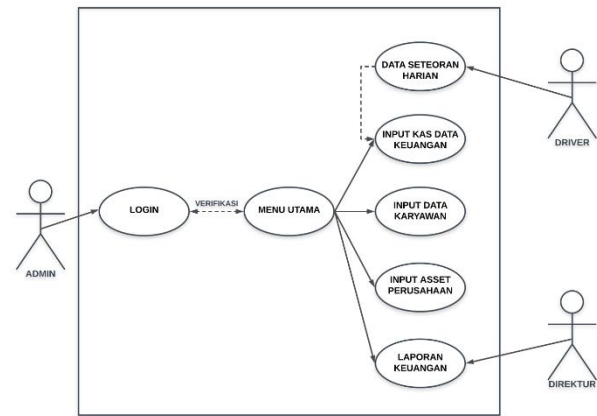 DATA SETEORAN
HARIAN
DRIVER
INPUT KAS DATA
KEUANGAN
LOGIN
VERIFIKASI
MENU UTAMA
INPUT DATA
KARYAWAN
ADMIN
INPUT ASSET
PERUSAHAAN
LAPORAN
KEUANGAN
DIREKTUR